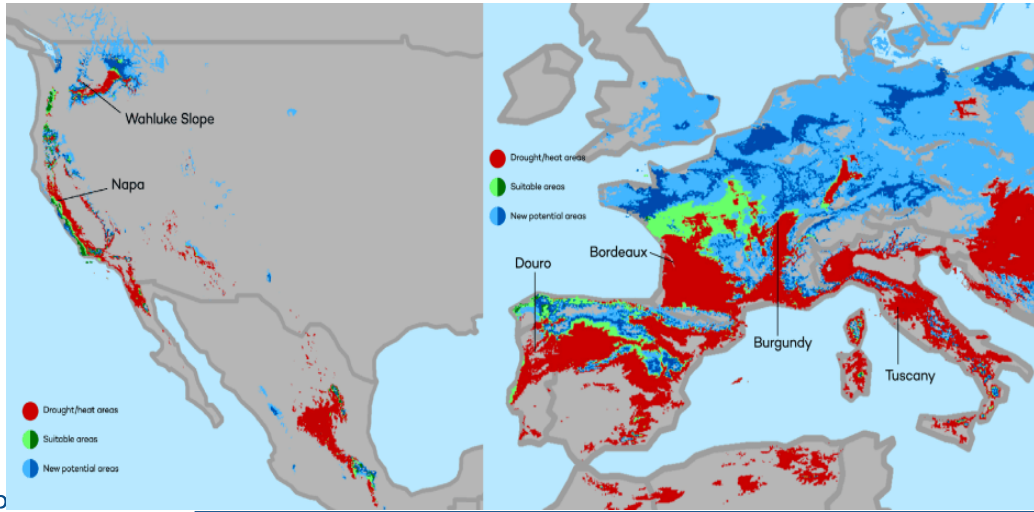 Wahluke Slope
Napa
Drought/heat areas
Suitable areas
New potential areas
Drought/heat areas
Suitable areas
New potential areas
Bordeaux
Douro
Burgundy
Tuscany